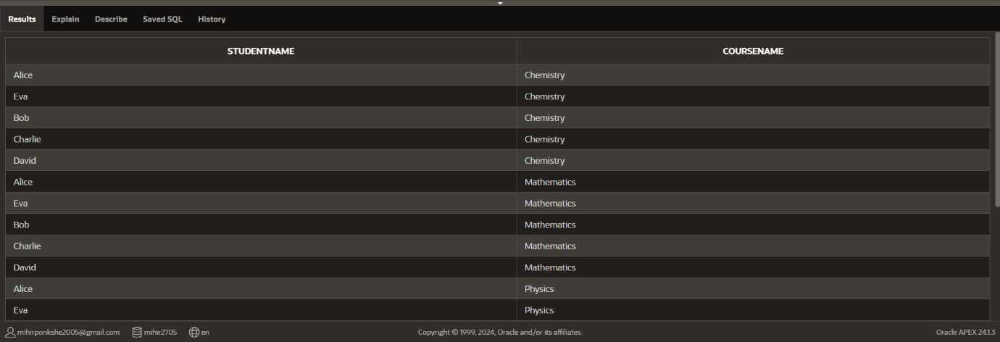 Results Explain Describe Saved SQL History
STUDENTNAME COURSENAME
Alice Chemistry
Eva Chemistry
Bob Chemistry
Charlie Chemistry
David Chemistry
Alice Mathematics
Eva Mathematics
Bob Mathematics
Charlie Mathematics
David Mathematics
Alice Physics
Eva Physics
mihirponkshe2005@gmail.com mihir2705 en Copyright © 1999, 2024, Oracle and/or its affiliates. Oracle APEX 24.1.3